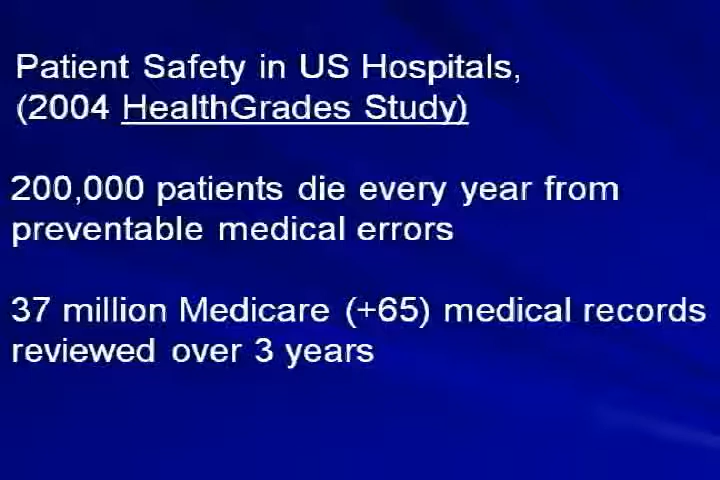 Patient Safety in US Hospitals,
(2004 HealthGrades Study)
200,000 patients die every year from
preventable medical errors
37 million Medicare (+65) medical records
reviewed over 3 years